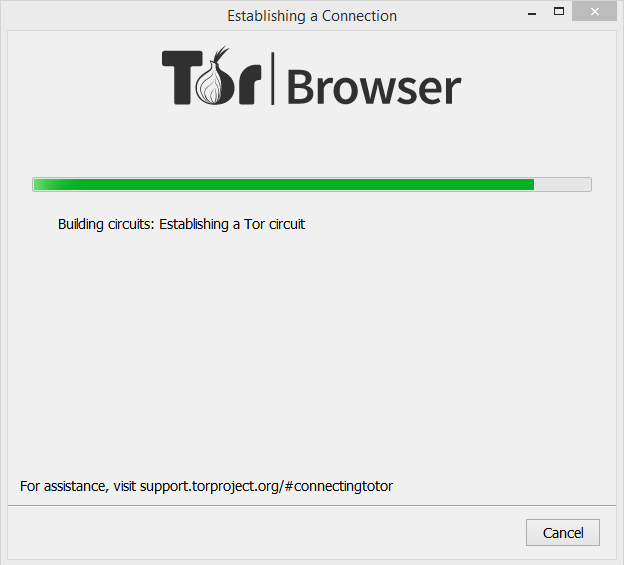 Establishing a Connection
Tor Browser
Building circuits: Establishing a Tor circuit
For assistance, visit support.torproject.org/#connectingtotor
Cancel